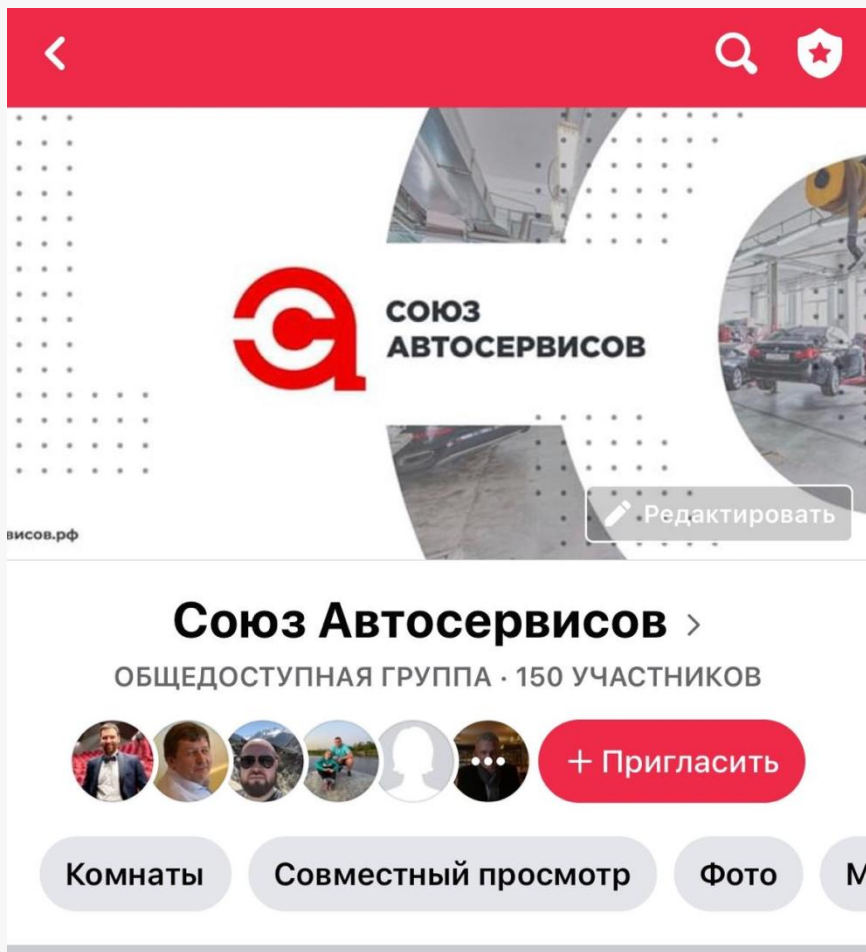 СОЮЗ
АВТОСЕРВИСОВ
Редактировать
висов.рф
Союз Автосервисов
ОБЩЕДОСТУПНАЯ ГРУППА · 150 УЧАСТНИКОВ
+ Пригласить
Комнаты Совместный просмотр Фото М